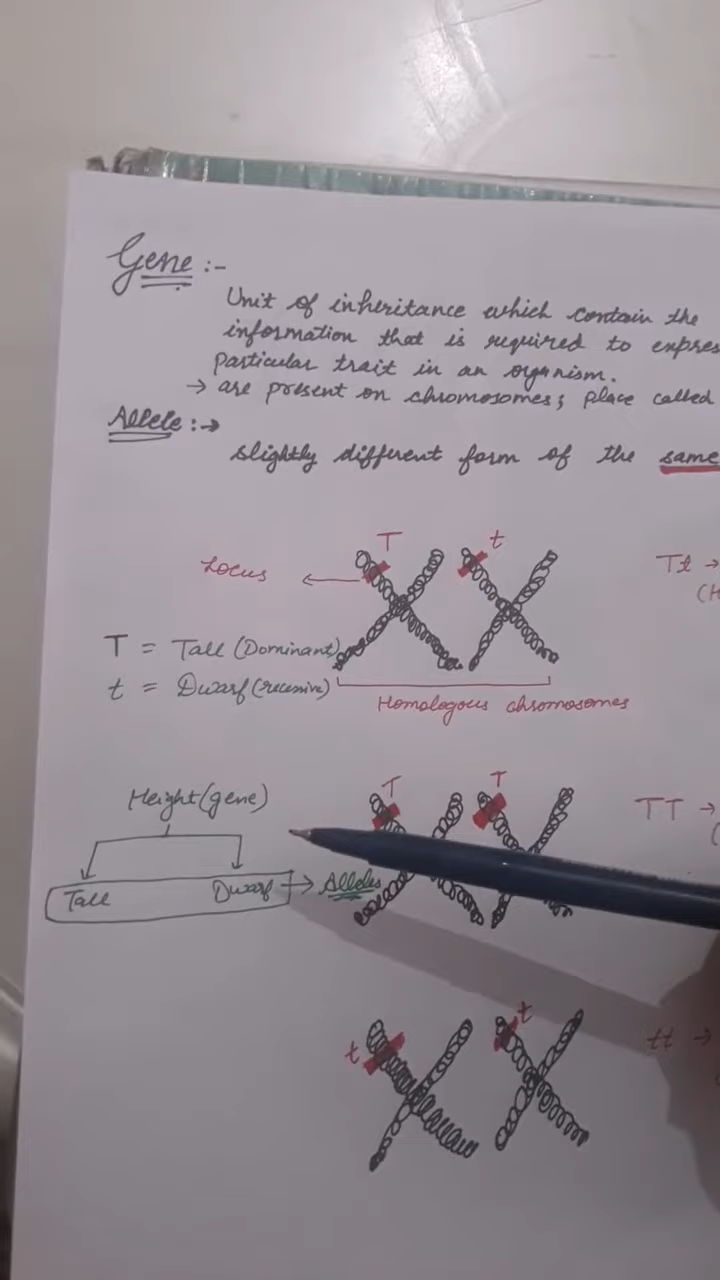 Gene :-
Unit of inheritance which contain the
information that is required to expres
particular trait in an organism.
→ are present on chromosomes; place called
Allele :→
slightly different form of the same
T t
Locus ←
Tt →
(H
T = Tall (Dominant)
t = Dwarf (recessive)
Homologous chromosomes
T T
Height (gene)
TT →
(
Tall Dwarf → Alleles
t t
tt →